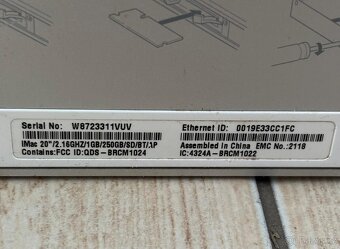 Serial No: W8723311VUV
Ethernet ID: 0019E33CC1FC
iMac 20"/2.16GHZ/1GB/250GB/SD/BT/AP
Assembled in China EMC No.:2118
Contains:FCC ID:QDS-BRCM1024
IC:4324A-BRCM1022